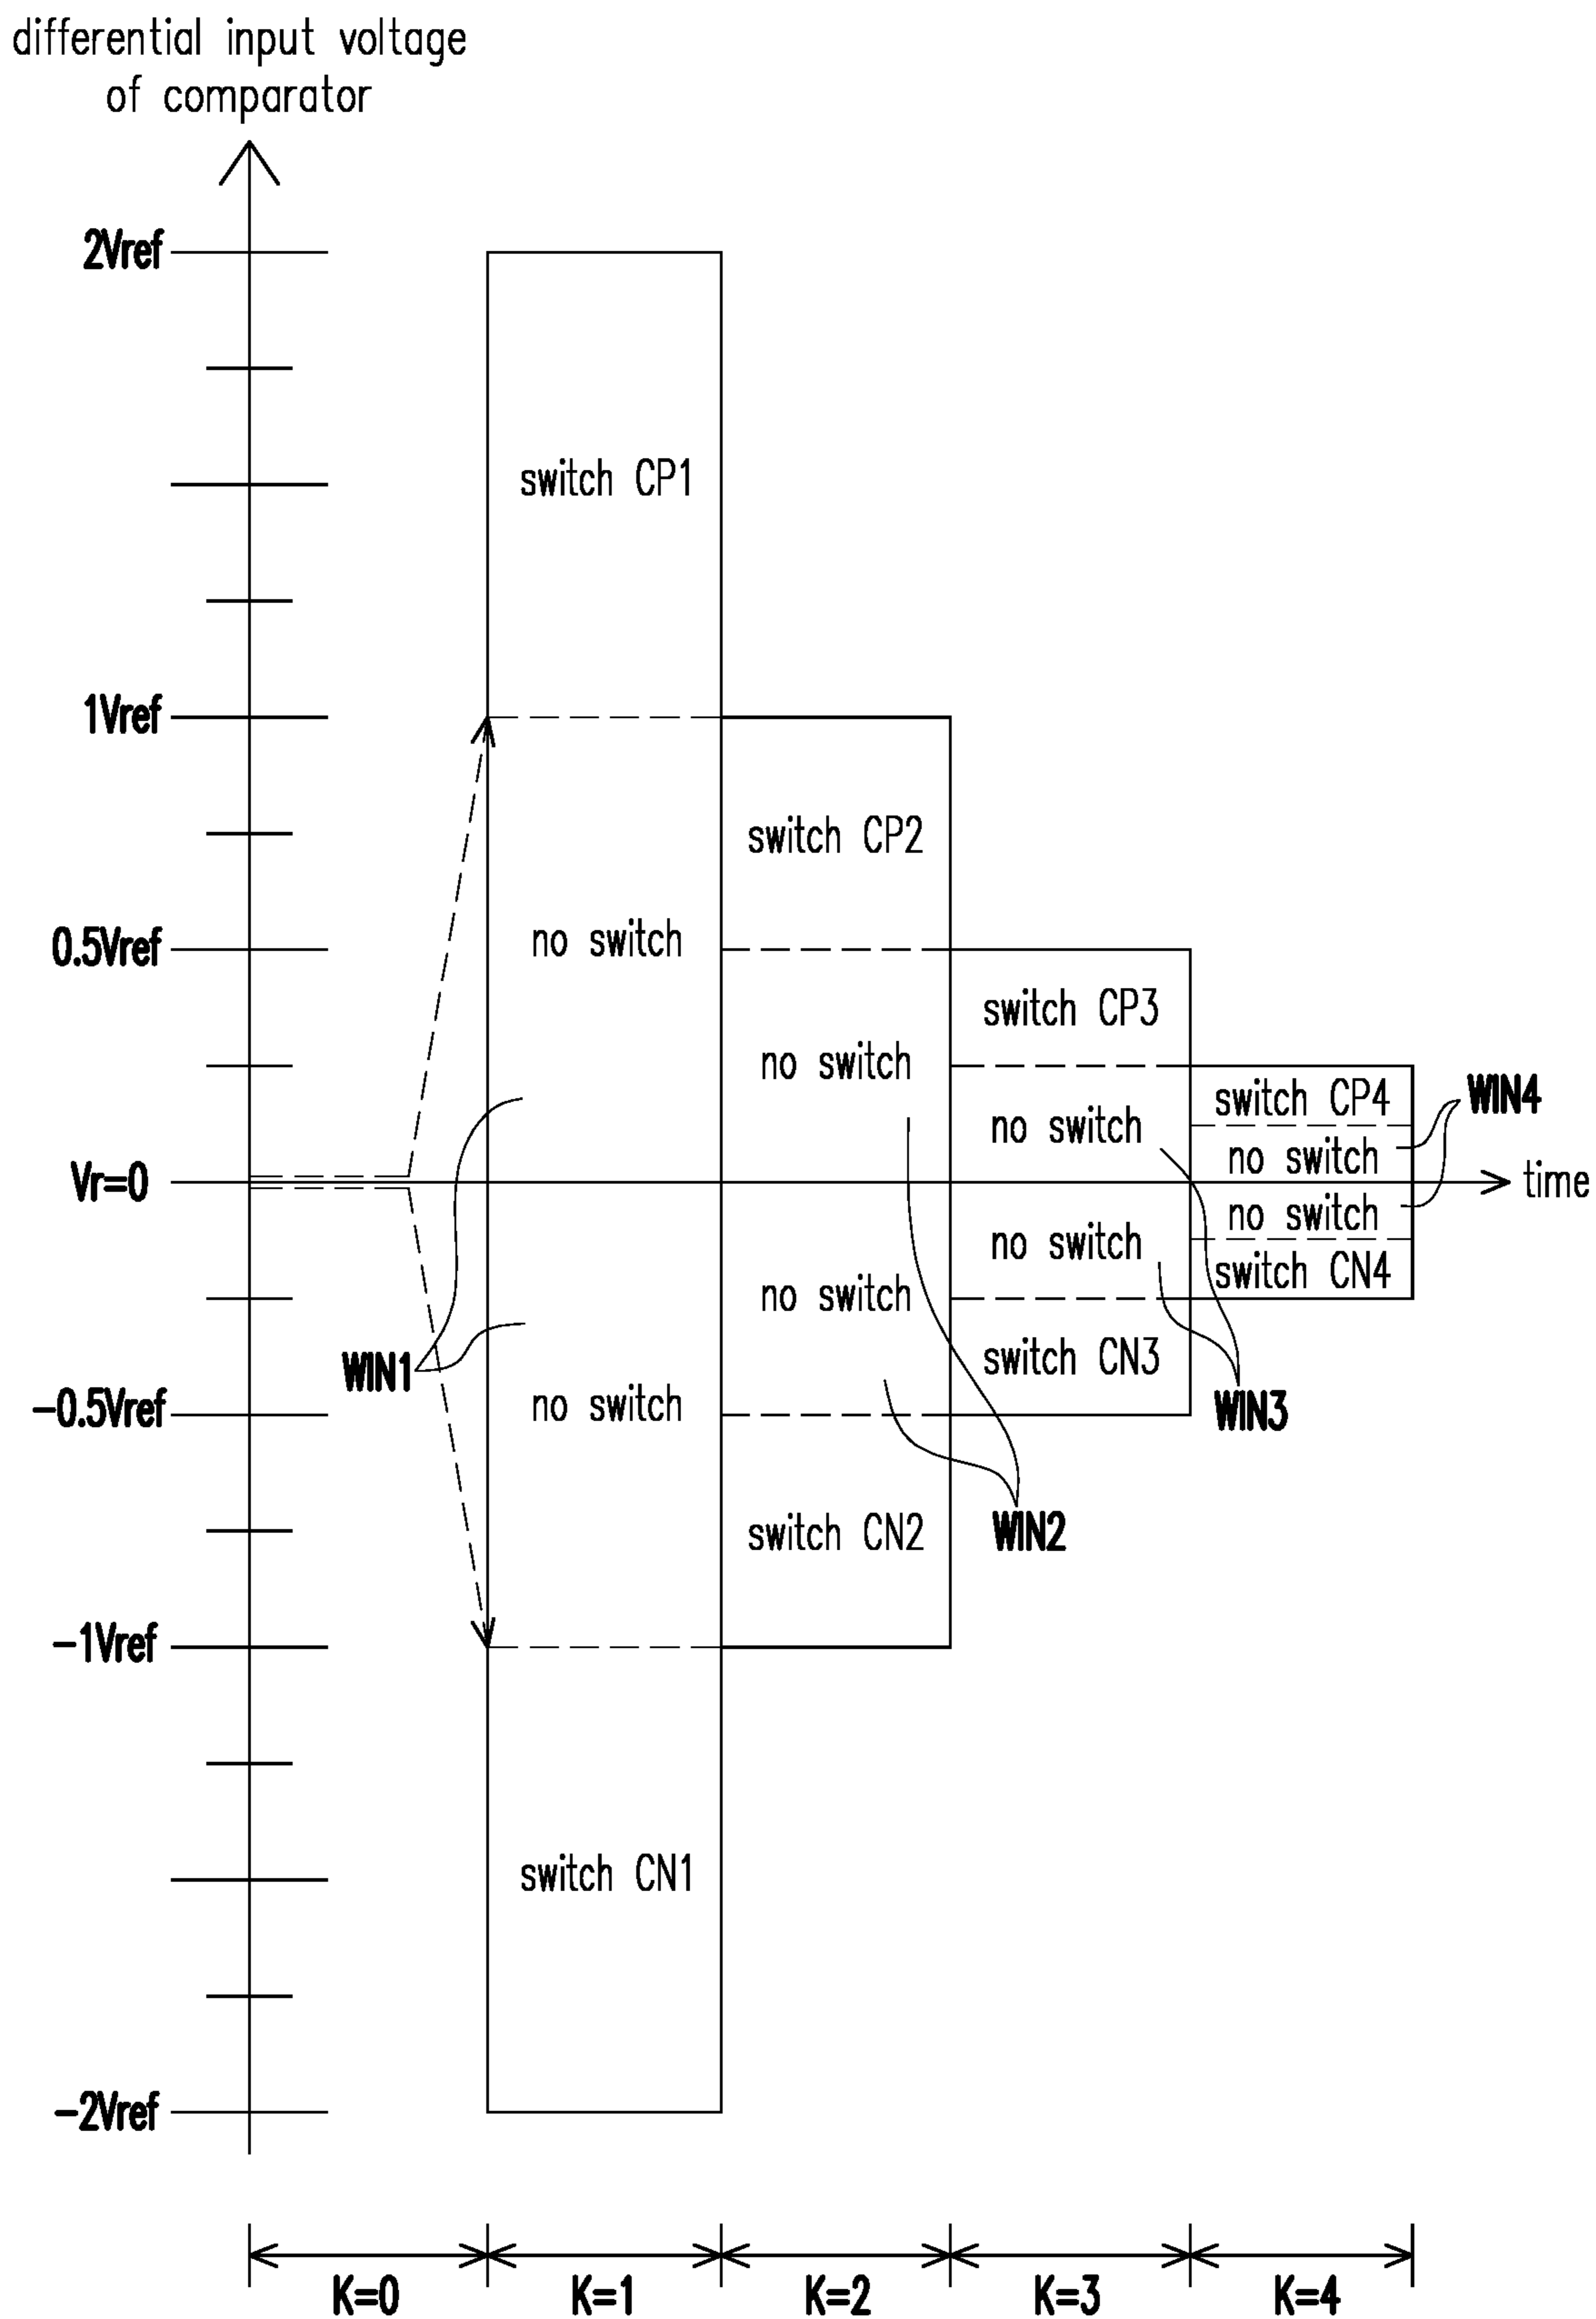 differential input voltage
of comparator
2Vref
switch CP1
1Vref
switch CP2
0.5Vref
no switch
switch CP3
no switch
switch CP4
WIN4
no switch
no switch
Vr=0
time
no switch
no switch
switch CN4
no switch
switch CN3
WIN1
-0.5Vref
no switch
WIN3
switch CN2
WIN2
-1Vref
switch CN1
-2Vref
K=0 K=1 K=2 K=3 K=4